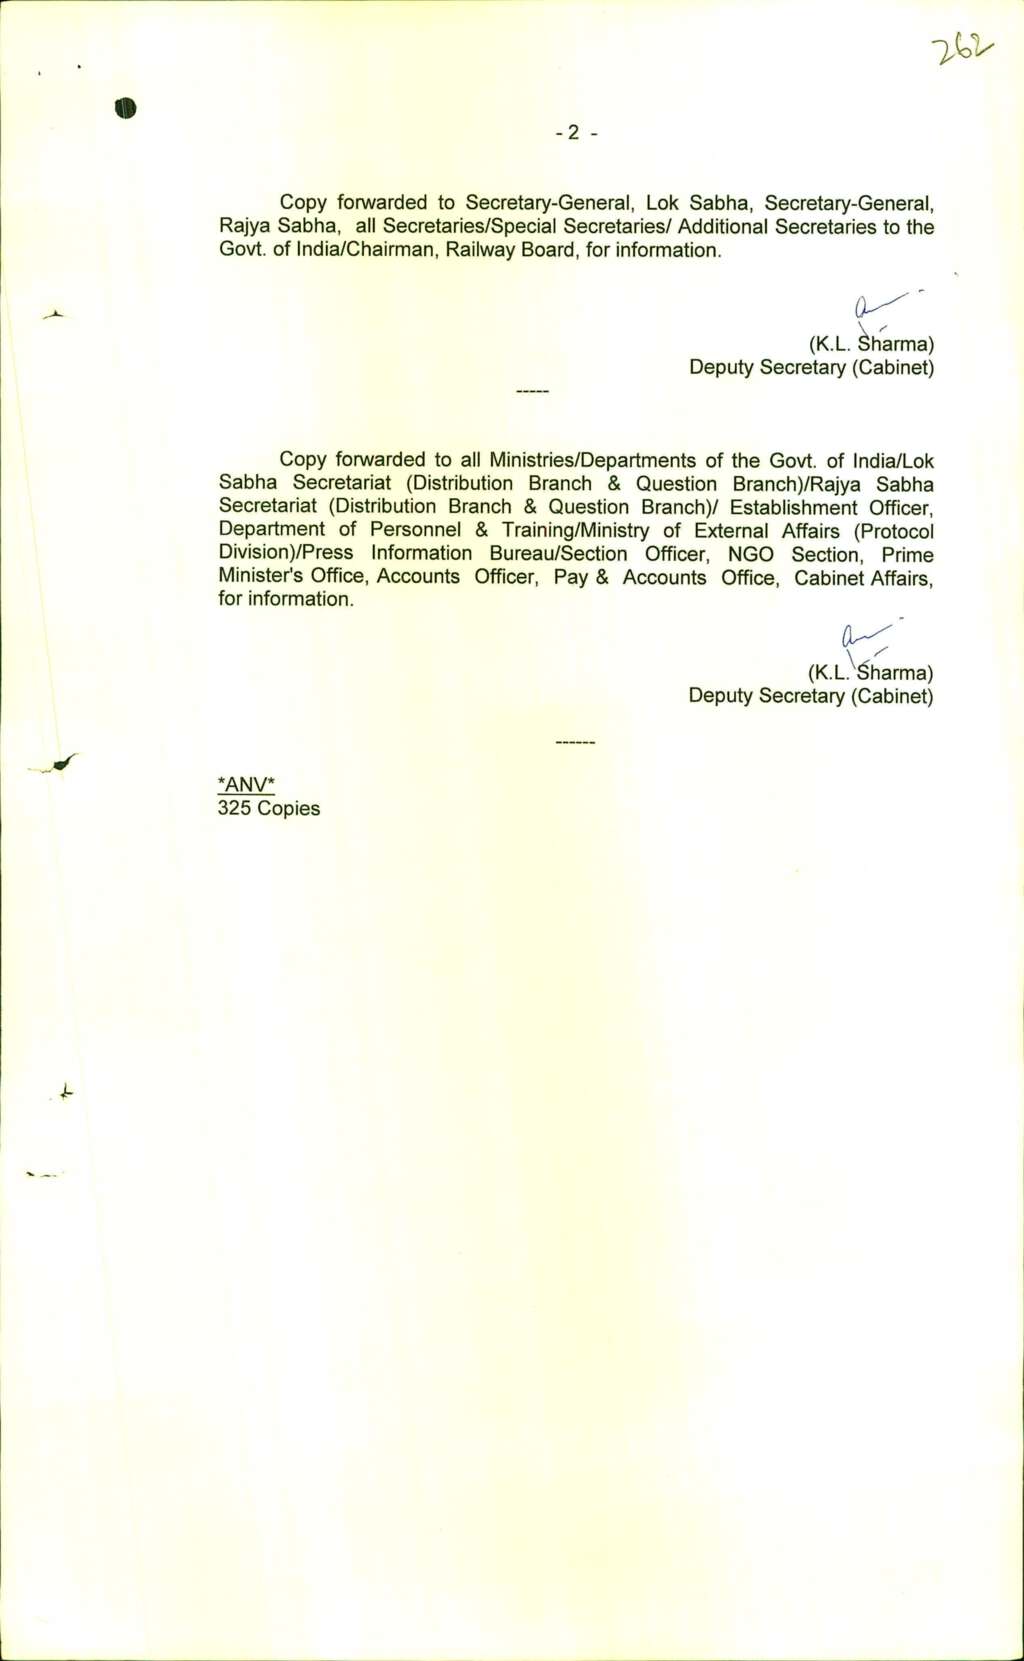 262
- 2 -
Copy forwarded to Secretary-General, Lok Sabha, Secretary-General,
Rajya Sabha, all Secretaries/Special Secretaries/ Additional Secretaries to the
Govt. of India/Chairman, Railway Board, for information.
(K.L. Sharma)
Deputy Secretary (Cabinet)
-----
Copy forwarded to all Ministries/Departments of the Govt. of India/Lok
Sabha Secretariat (Distribution Branch & Question Branch)/Rajya Sabha
Secretariat (Distribution Branch & Question Branch)/ Establishment Officer,
Department of Personnel & Training/Ministry of External Affairs (Protocol
Division)/Press Information Bureau/Section Officer, NGO Section, Prime
Minister's Office, Accounts Officer, Pay & Accounts Office, Cabinet Affairs,
for information.
(K.L. Sharma)
Deputy Secretary (Cabinet)
------
*ANV*
325 Copies